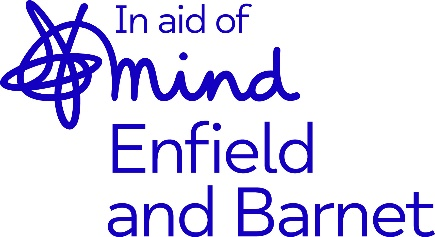 In aid of
mind
Enfield
and Barnet